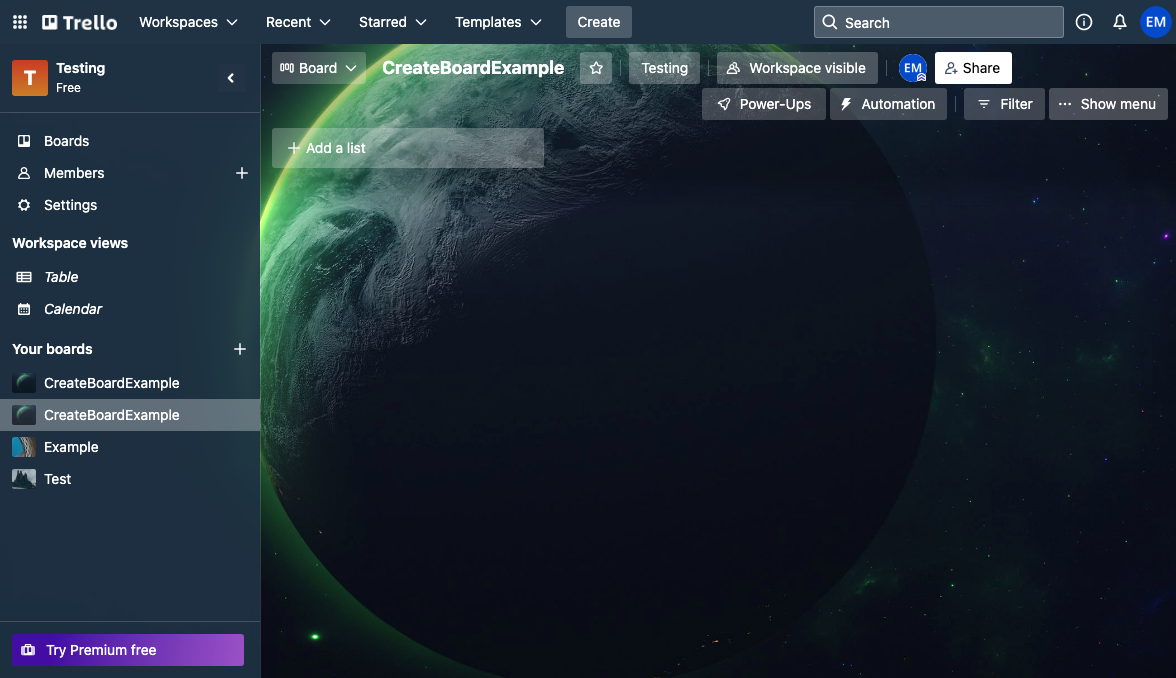 Trello Workspaces Recent Starred Templates Create Search EM
T Testing
Free
Board CreateBoardExample Testing Workspace visible EM Share
Power-Ups Automation Filter Show menu
Add a list
Boards
Members
Settings
Workspace views
Table
Calendar
Your boards
CreateBoardExample
CreateBoardExample
Example
Test
Try Premium free